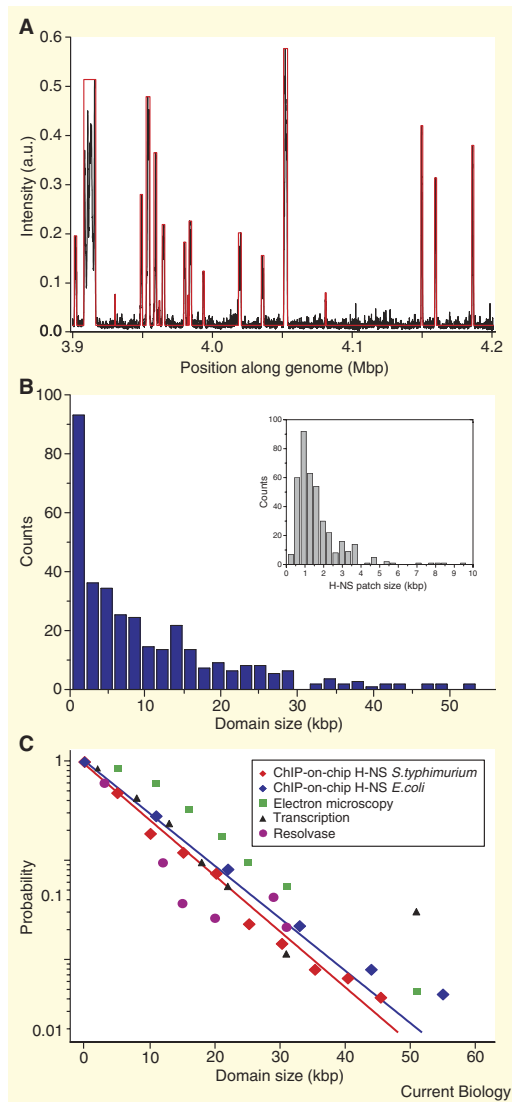 A
0.6
0.5
0.4
0.3
0.2
0.1
0.0
Intensity (a.u.)
3.9
4.0
4.1
4.2
Position along genome (Mbp)
B
100
80
60
40
20
0
Counts
0
10
20
30
40
50
Domain size (kbp)
100
80
60
40
20
0
Counts
0
1
2
3
4
5
6
7
8
9
10
H-NS patch size (kbp)
C
1
0.1
0.01
Probability
ChIP-on-chip H-NS S.typhimurium
ChIP-on-chip H-NS E.coli
Electron microscopy
Transcription
Resolvase
0
10
20
30
40
50
60
Domain size (kbp)
Current Biology